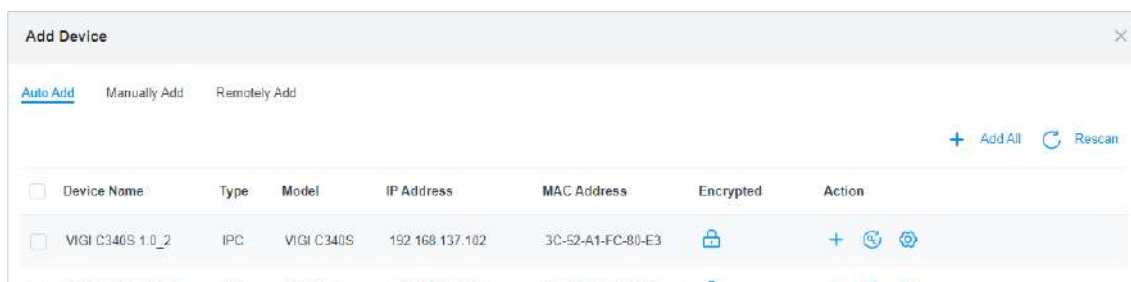 Add Device
Auto Add Manually Add Remotely Add
Add All Rescan
Device Name Type Model IP Address MAC Address Encrypted Action
VIGI C340S 1.0_2 IPC VIGI C340S 192.168.137.102 3C-52-A1-FC-80-E3